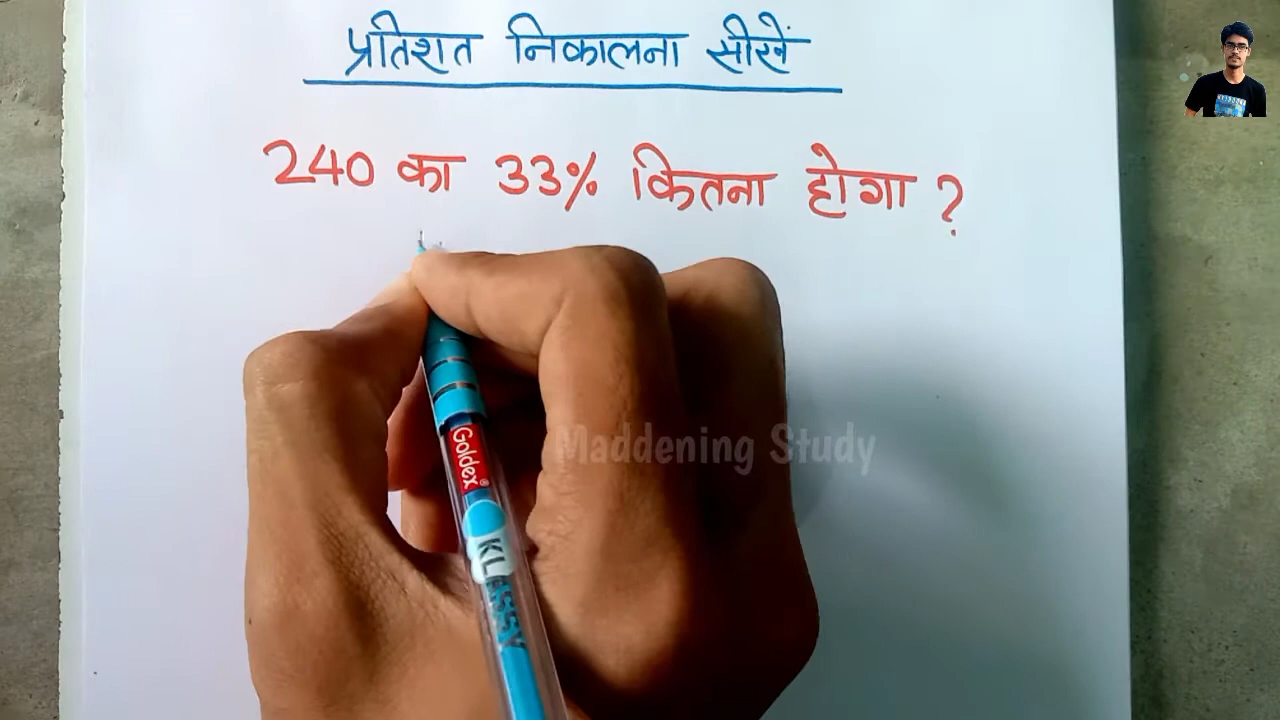 प्रतिशत निकालना सीखें
240 का 33% कितना होगा ?
Maddening Study
Goldex®
KLASSY